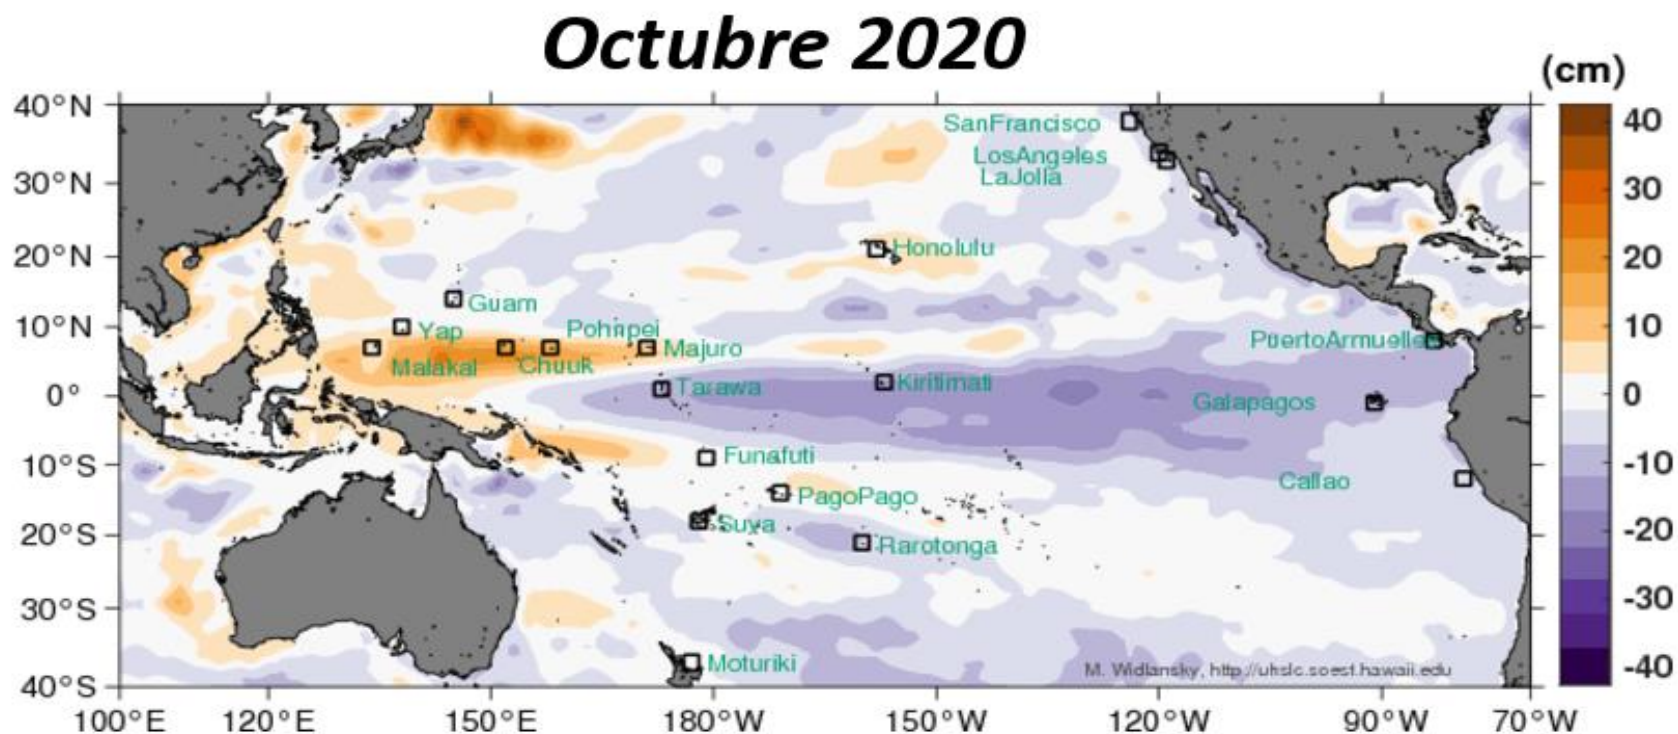 Octubre 2020
(cm)
40°N
30°N
20°N
10°N
0°
10°S
20°S
30°S
40°S
SanFrancisco
LosAngeles
LaJolla
Honolulu
Guam
Yap
Pohnpei
Malakal
Chuuk
Majuro
PuertoArmuelle
Tarawa
Kiritimati
Galapagos
Funafuti
Callao
PagoPago
Suva
Rarotonga
Moturiki
M. Widlansky, http://uhslc.soest.hawaii.edu
100°E 120°E 150°E 180°W 150°W 120°W 90°W 70°W
40
30
20
10
0
-10
-20
-30
-40